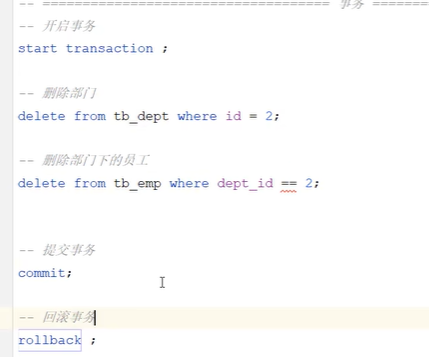 -- ================================== 事务 =======
-- 开启事务
start transaction ;
-- 删除部门
delete from tb_dept where id = 2;
-- 删除部门下的员工
delete from tb_emp where dept_id == 2;
-- 提交事务
commit;
-- 回滚事务
rollback ;